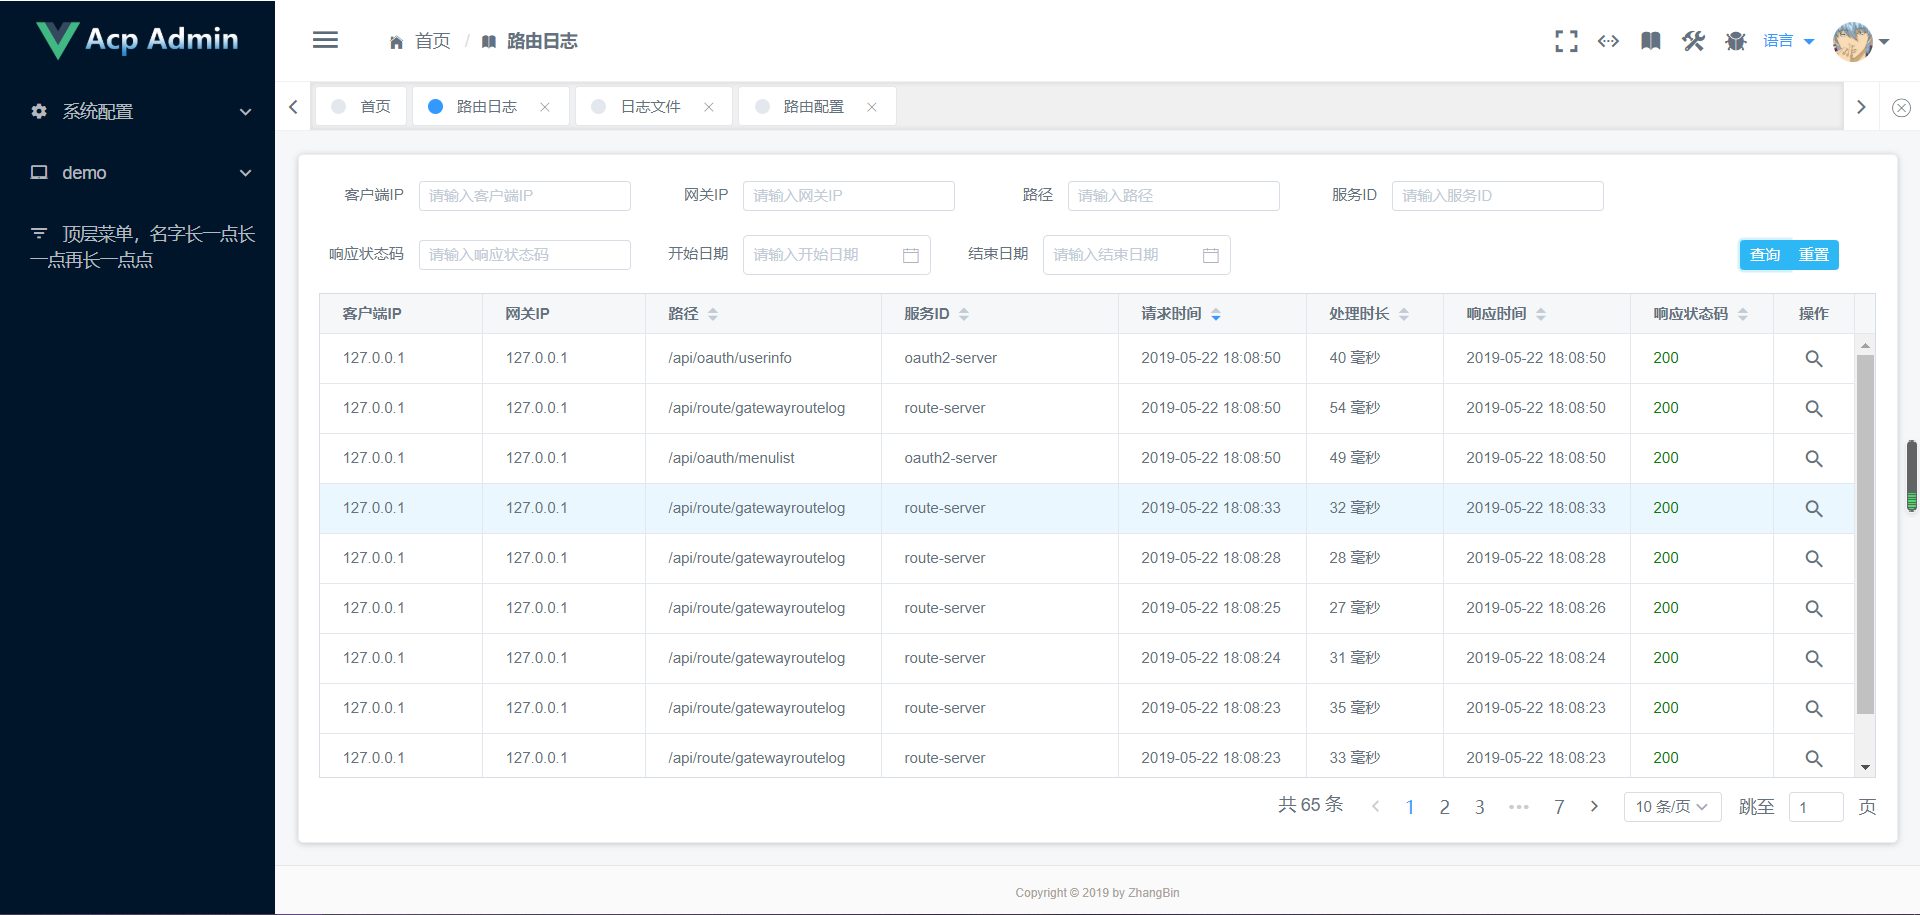 Acp Admin
首页 / 路由日志
语言
系统配置
demo
顶层菜单，名字长一点长
一点再长一点点
首页 路由日志 日志文件 路由配置
客户端IP 请输入客户端IP 网关IP 请输入网关IP 路径 请输入路径 服务ID 请输入服务ID
响应状态码 请输入响应状态码 开始日期 请输入开始日期 结束日期 请输入结束日期 查询 重置
客户端IP 网关IP 路径 服务ID 请求时间 处理时长 响应时间 响应状态码 操作
127.0.0.1 127.0.0.1 /api/oauth/userinfo oauth2-server 2019-05-22 18:08:50 40 毫秒 2019-05-22 18:08:50 200
127.0.0.1 127.0.0.1 /api/route/gatewayroutelog route-server 2019-05-22 18:08:50 54 毫秒 2019-05-22 18:08:50 200
127.0.0.1 127.0.0.1 /api/oauth/menulist oauth2-server 2019-05-22 18:08:50 49 毫秒 2019-05-22 18:08:50 200
127.0.0.1 127.0.0.1 /api/route/gatewayroutelog route-server 2019-05-22 18:08:33 32 毫秒 2019-05-22 18:08:33 200
127.0.0.1 127.0.0.1 /api/route/gatewayroutelog route-server 2019-05-22 18:08:28 28 毫秒 2019-05-22 18:08:28 200
127.0.0.1 127.0.0.1 /api/route/gatewayroutelog route-server 2019-05-22 18:08:25 27 毫秒 2019-05-22 18:08:26 200
127.0.0.1 127.0.0.1 /api/route/gatewayroutelog route-server 2019-05-22 18:08:24 31 毫秒 2019-05-22 18:08:24 200
127.0.0.1 127.0.0.1 /api/route/gatewayroutelog route-server 2019-05-22 18:08:23 35 毫秒 2019-05-22 18:08:23 200
127.0.0.1 127.0.0.1 /api/route/gatewayroutelog route-server 2019-05-22 18:08:23 33 毫秒 2019-05-22 18:08:23 200
共 65 条 1 2 3 ••• 7 10 条/页 跳至 1 页
Copyright © 2019 by ZhangBin